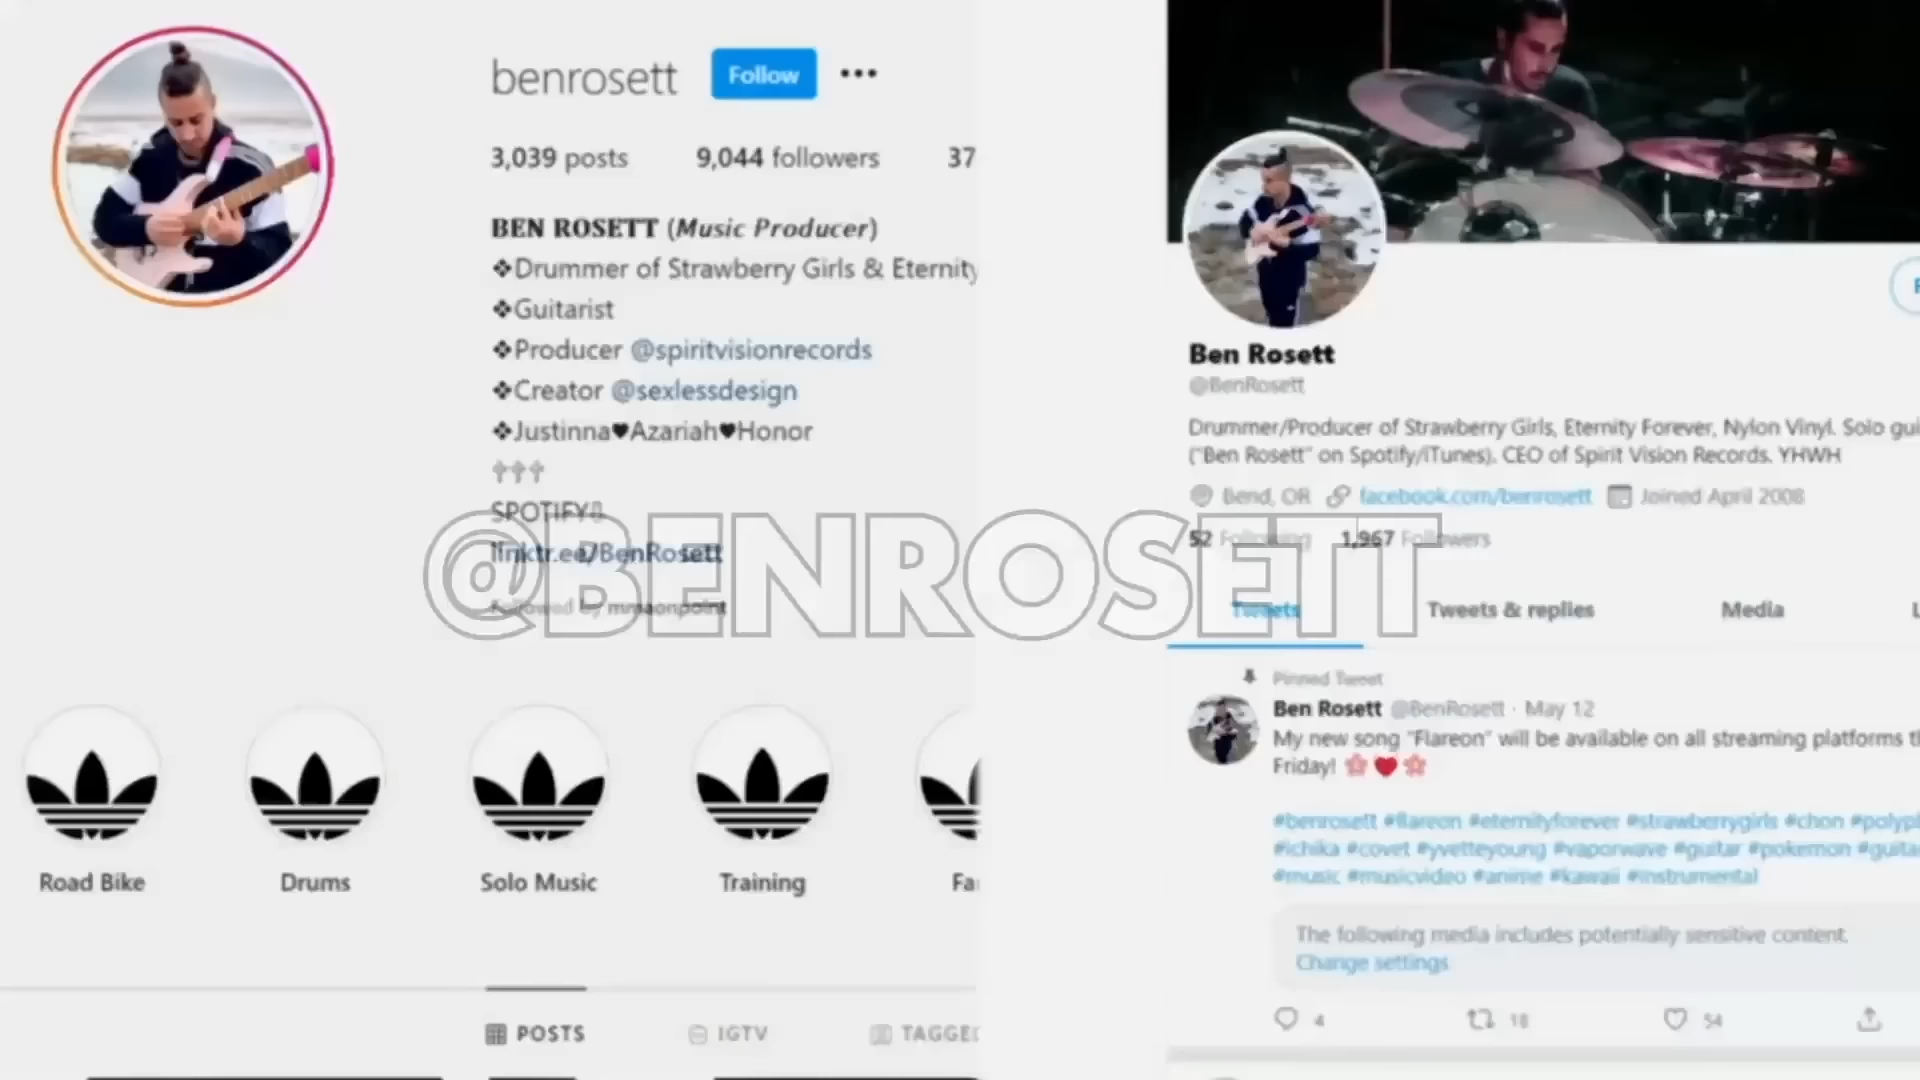 benrosett Follow
3,039 posts 9,044 followers 37
BEN ROSETT (Music Producer)
❖Drummer of Strawberry Girls & Eternity
❖Guitarist
❖Producer @spiritvisionrecords
❖Creator @sexlessdesign
❖Justinna♥Azariah♥Honor
✞✞✞
SPOTIFY⇩
linktr.ee/BenRosett
Followed by mmaonpoint
Road Bike
Drums
Solo Music
Training
POSTS
IGTV
TAGGED
@BENROSETT
Ben Rosett
@BenRosett
Drummer/Producer of Strawberry Girls, Eternity Forever, Nylon Vinyl. Solo
("Ben Rosett" on Spotify/iTunes). CEO of Spirit Vision Records. YHWH
Bend, OR facebook.com/benrosett Joined April 2008
52 Following 1,967 Followers
Tweets Tweets & replies Media
Pinned Tweet
Ben Rosett @BenRosett · May 12
My new song "Flareon" will be available on all streaming platforms
Friday! 🌸❤️🌸
#benrosett #flareon #eternityforever #strawberrygirls #chon
#ichika #covet #yvetteyoung #vaporwave #guitar #pokemon
#music #musicvideo #anime #kawaii #instrumental
The following media includes potentially sensitive content.
Change settings
4 18 54